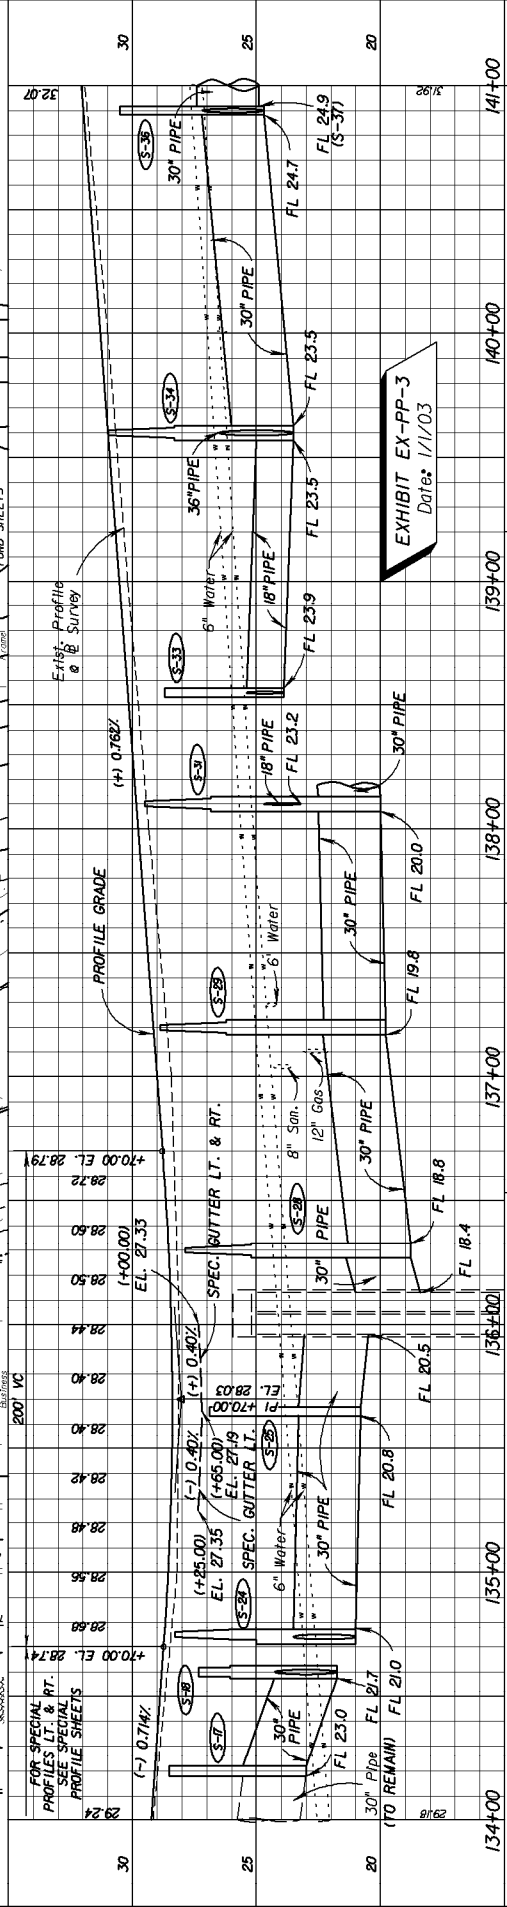 FOR SPECIAL
PROFILES LT. & RT.
SEE SPECIAL
PROFILE SHEETS
Business
200' VC
+70.00 EL. 28.74
28.68
28.56
28.48
28.42
28.40
28.40
28.44
28.50
28.60
28.72
+70.00 EL. 28.79
29.24
32.07
(-) 0.714%
(+) 0.762%
PROFILE GRADE
Exist. Profile
@ ₧ Survey
30
25
20
30
25
20
(+25.00)
EL. 27.35
(-) 0.40%
(+65.00)
EL. 27.19
SPEC. GUTTER LT.
(+) 0.40%
(+00.00)
EL. 27.33
SPEC. GUTTER LT. & RT.
PI +70.00
EL. 28.03
S-17
S-18
S-24
S-25
S-28
S-29
S-31
S-33
S-34
S-36
30" Pipe
(TO REMAIN)
30"
PIPE
FL 23.0
FL 21.7
FL 21.0
6" Water
30" PIPE
FL 20.8
FL 20.5
30" PIPE
FL 18.4
FL 18.8
8" San.
12" Gas
30" PIPE
6" Water
FL 19.8
30" PIPE
FL 20.0
18" PIPE
FL 23.2
30" PIPE
6" Water
18" PIPE
FL 23.9
36" PIPE
FL 23.5
FL 23.5
30" PIPE
30" PIPE
FL 24.7
FL 24.9
(S-37)
29.18
31.92
EXHIBIT EX-PP-3
Date: 1/1/03
134+00
135+00
136+00
137+00
138+00
139+00
140+00
141+00